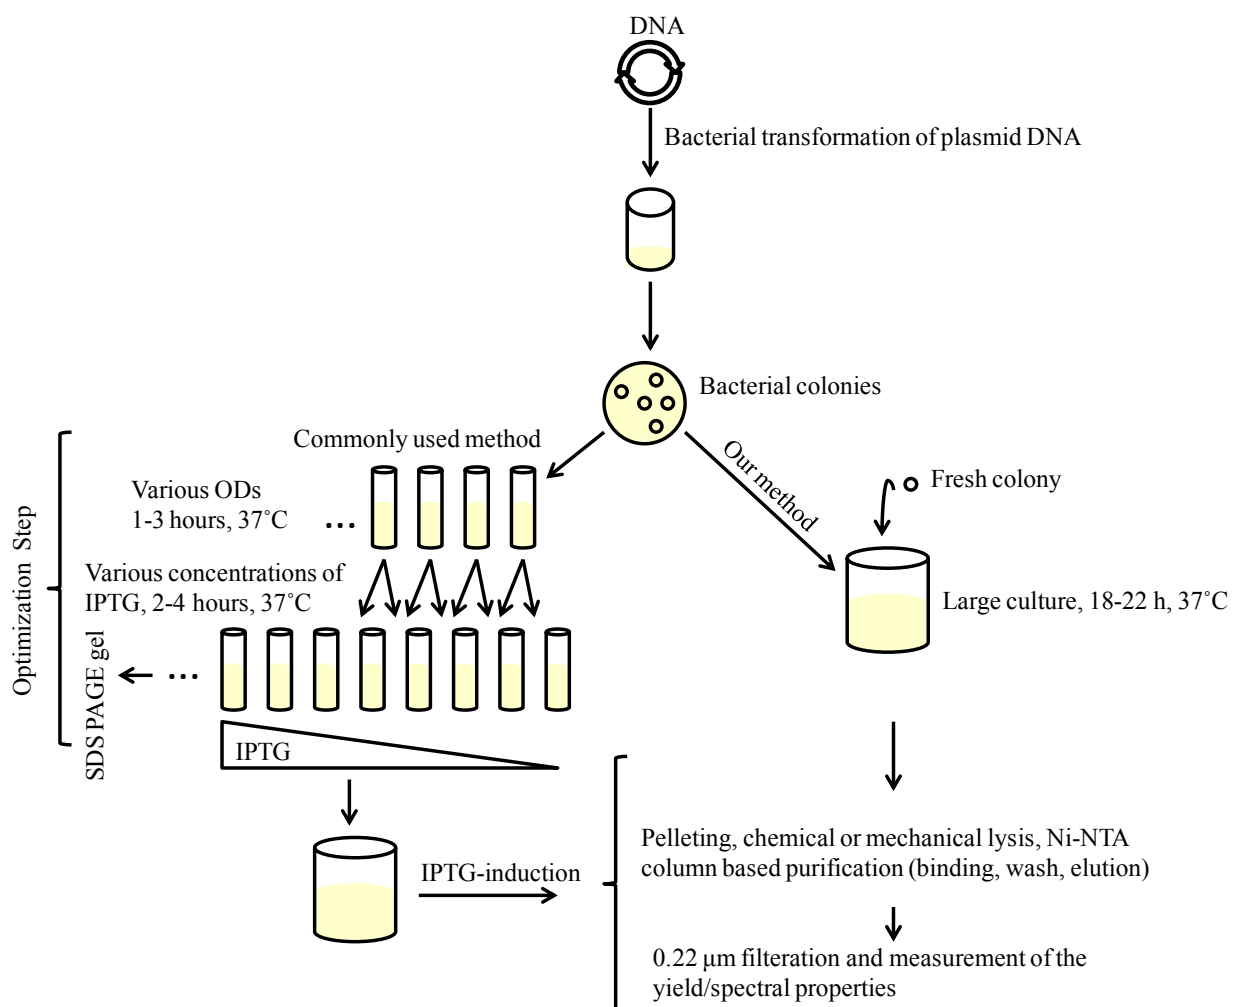 DNA
Bacterial transformation of plasmid DNA
Bacterial colonies
Commonly used method
Our method
Fresh colony
Various ODs
1-3 hours, 37˚C
...
Optimization Step
Various concentrations of
IPTG, 2-4 hours, 37˚C
Large culture, 18-22 h, 37˚C
SDS PAGE gel
...
IPTG
IPTG-induction
Pelleting, chemical or mechanical lysis, Ni-NTA
column based purification (binding, wash, elution)
0.22 μm filteration and measurement of the
yield/spectral properties